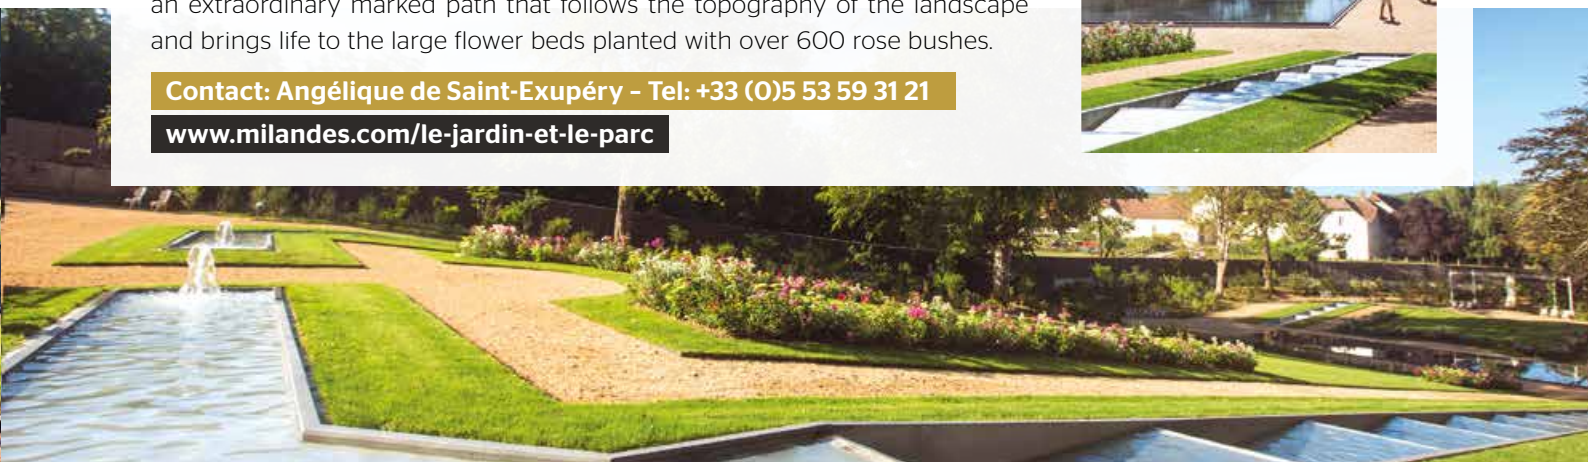 an extraordinary marked path that follows the topography of the landscape
and brings life to the large flower beds planted with over 600 rose bushes.
Contact: Angélique de Saint-Exupéry – Tel: +33 (0)5 53 59 31 21
www.milandes.com/le-jardin-et-le-parc